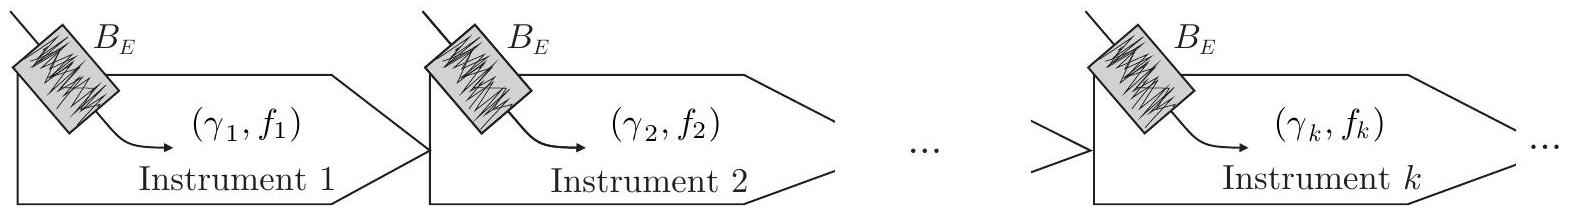 B_E B_E B_E
(γ_1, f_1) (γ_2, f_2) ... (γ_k, f_k) ...
Instrument 1 Instrument 2 Instrument k